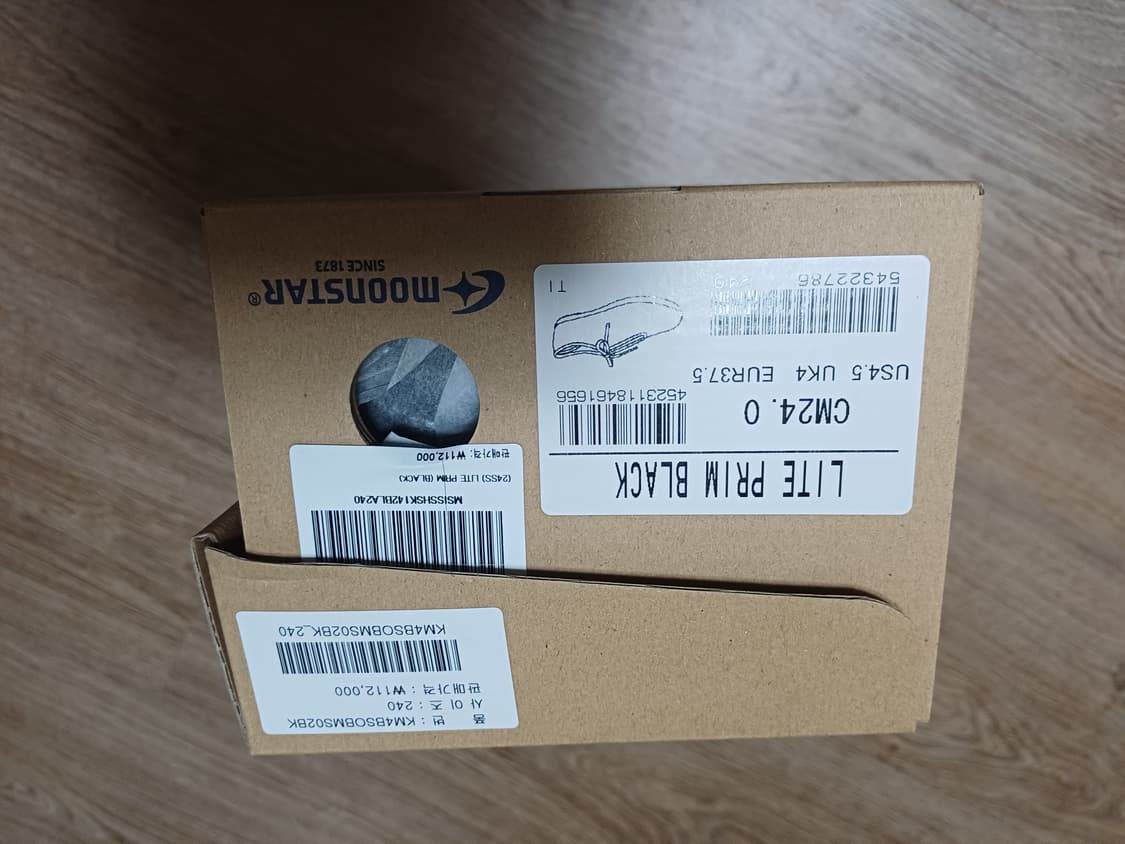 품 번 : KM4BSOBMS02BK
사 이 즈 : 240
판매가격 : ₩112,000
KM4BSOBMS02BK_240
LITE PRIM BLACK
CM24.0
4523118461656
US4.5 UK4 EUR37.5
54322786 240
T I
MSISSHSK142BLA240
(24SS) LITE PRIM (BLACK)
판매가격: ₩112,000
MOONSTAR®
SINCE 1873